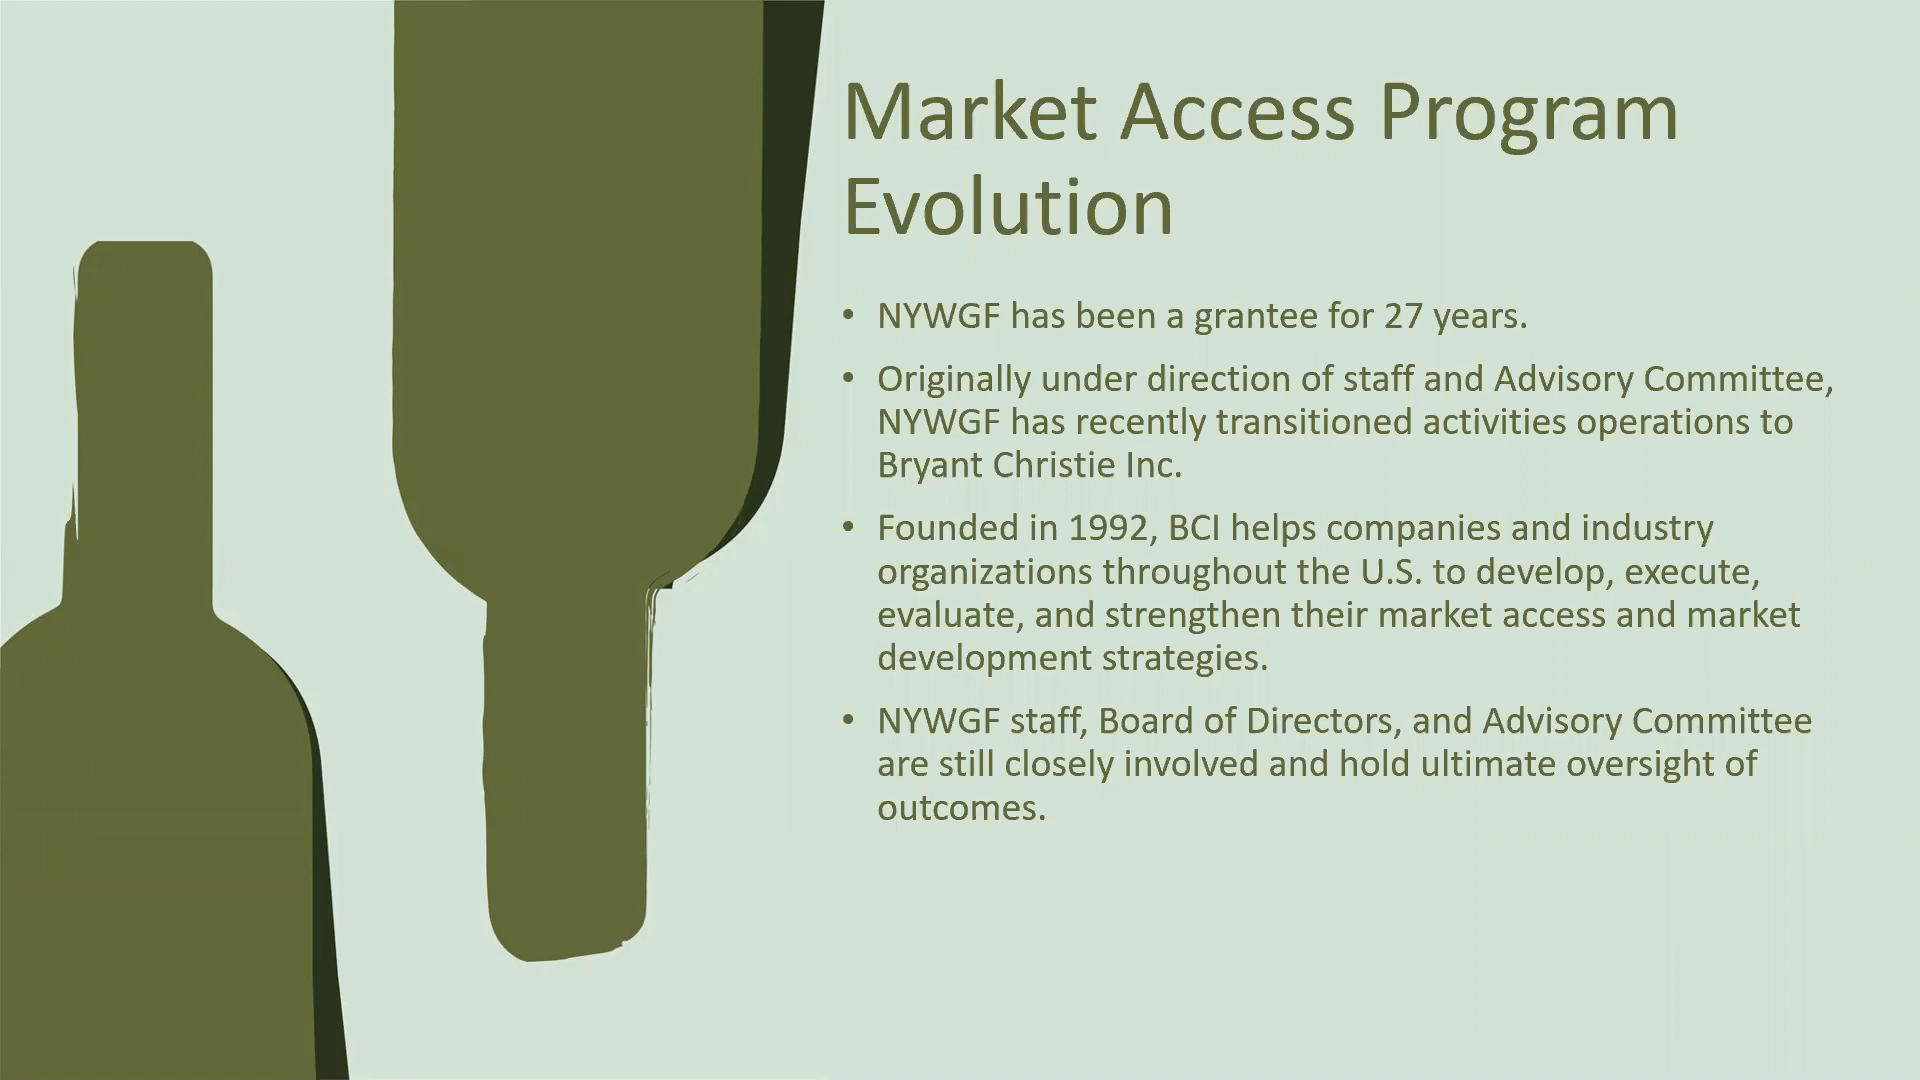 Market Access Program
Evolution
• NYWGF has been a grantee for 27 years.
• Originally under direction of staff and Advisory Committee,
NYWGF has recently transitioned activities operations to
Bryant Christie Inc.
• Founded in 1992, BCI helps companies and industry
organizations throughout the U.S. to develop, execute,
evaluate, and strengthen their market access and market
development strategies.
• NYWGF staff, Board of Directors, and Advisory Committee
are still closely involved and hold ultimate oversight of
outcomes.